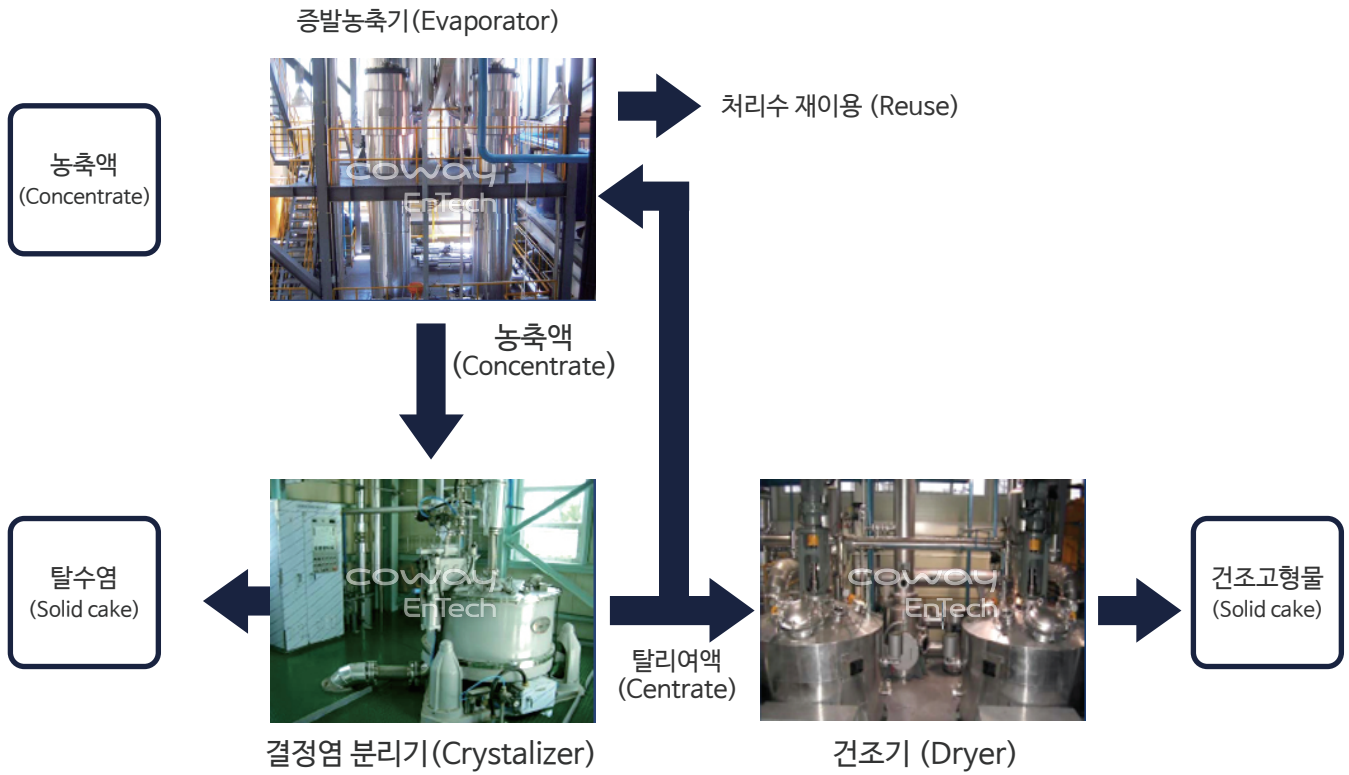 증발농축기(Evaporator)
농축액
(Concentrate)
coway
EnTech
처리수 재이용 (Reuse)
농축액
(Concentrate)
탈수염
(Solid cake)
coway
EnTech
탈리여액
(Centrate)
coway
EnTech
건조고형물
(Solid cake)
결정염 분리기(Crystalizer)
건조기 (Dryer)